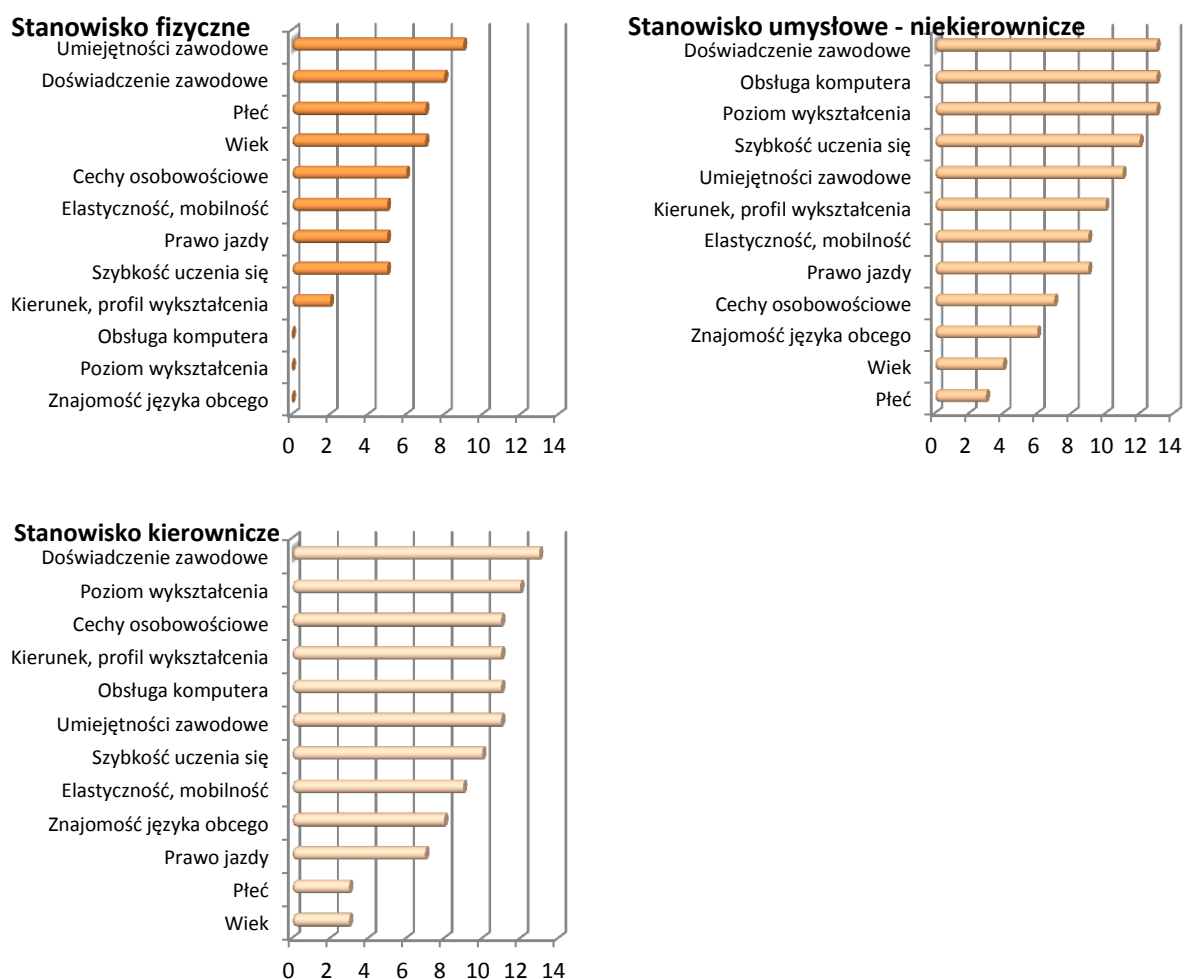 Stanowisko fizyczne
Umiejętności zawodowe
Doświadczenie zawodowe
Płeć
Wiek
Cechy osobowościowe
Elastyczność, mobilność
Prawo jazdy
Szybkość uczenia się
Kierunek, profil wykształcenia
Obsługa komputera
Poziom wykształcenia
Znajomość języka obcego
0 2 4 6 8 10 12 14
Stanowisko umysłowe - niekierownicze
Doświadczenie zawodowe
Obsługa komputera
Poziom wykształcenia
Szybkość uczenia się
Umiejętności zawodowe
Kierunek, profil wykształcenia
Elastyczność, mobilność
Prawo jazdy
Cechy osobowościowe
Znajomość języka obcego
Wiek
Płeć
0 2 4 6 8 10 12 14
Stanowisko kierownicze
Doświadczenie zawodowe
Poziom wykształcenia
Cechy osobowościowe
Kierunek, profil wykształcenia
Obsługa komputera
Umiejętności zawodowe
Szybkość uczenia się
Elastyczność, mobilność
Znajomość języka obcego
Prawo jazdy
Płeć
Wiek
0 2 4 6 8 10 12 14